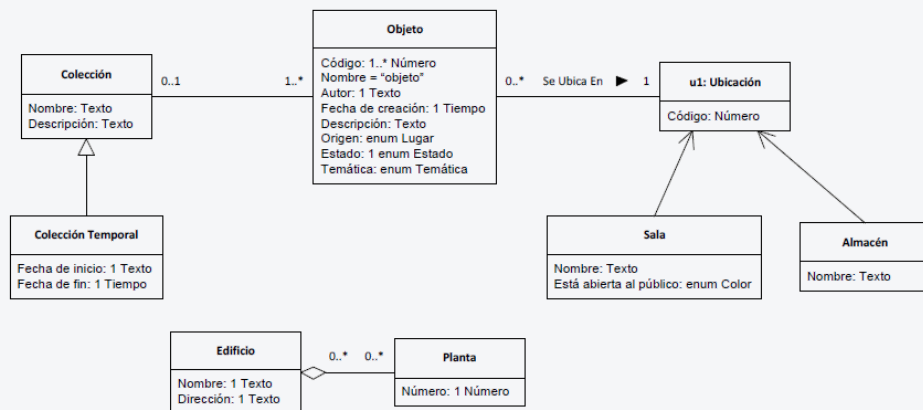 Objeto
Código: 1..* Número
Nombre = “objeto”
Autor: 1 Texto
Fecha de creación: 1 Tiempo
Descripción: Texto
Origen: enum Lugar
Estado: 1 enum Estado
Temática: enum Temática
Colección
Nombre: Texto
Descripción: Texto
0..1
1..*
0..*
Se Ubica En
1
u1: Ubicación
Código: Número
Colección Temporal
Fecha de inicio: 1 Texto
Fecha de fin: 1 Tiempo
Sala
Nombre: Texto
Está abierta al público: enum Color
Almacén
Nombre: Texto
Edificio
Nombre: 1 Texto
Dirección: 1 Texto
0..*
0..*
Planta
Número: 1 Número